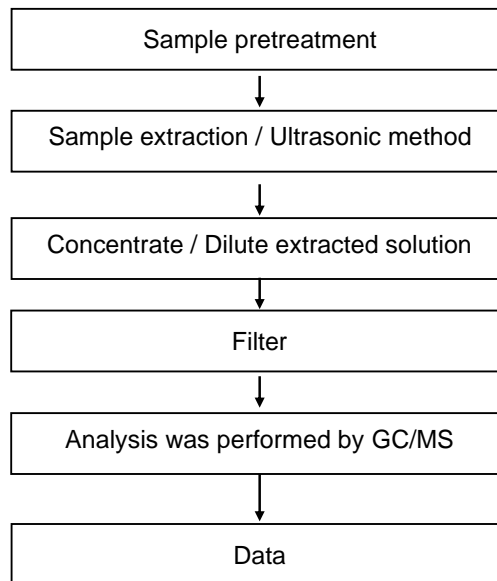 Sample pretreatment
Sample extraction / Ultrasonic method
Concentrate / Dilute extracted solution
Filter
Analysis was performed by GC/MS
Data